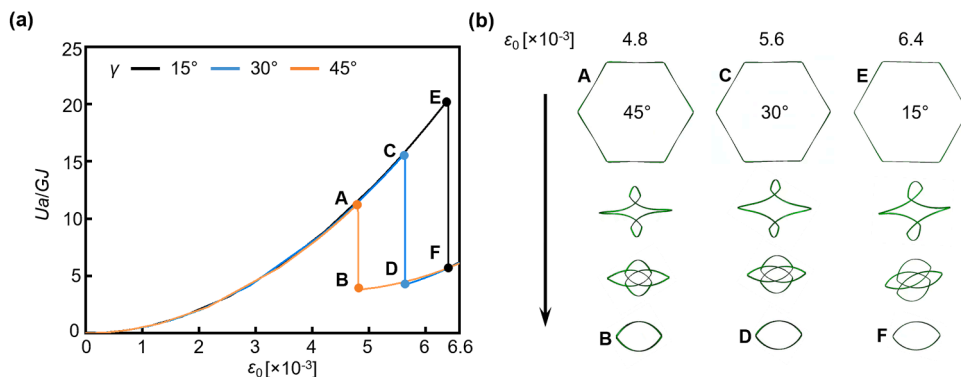 (a)
25
20
15
10
5
0
Ua/GJ
γ 15° 30° 45°
A
B
C
D
E
F
0 1 2 3 4 5 6 6.6
ε₀ [×10⁻³]
(b)
ε₀ [×10⁻³] 4.8 5.6 6.4
A C E
45° 30° 15°
B D F